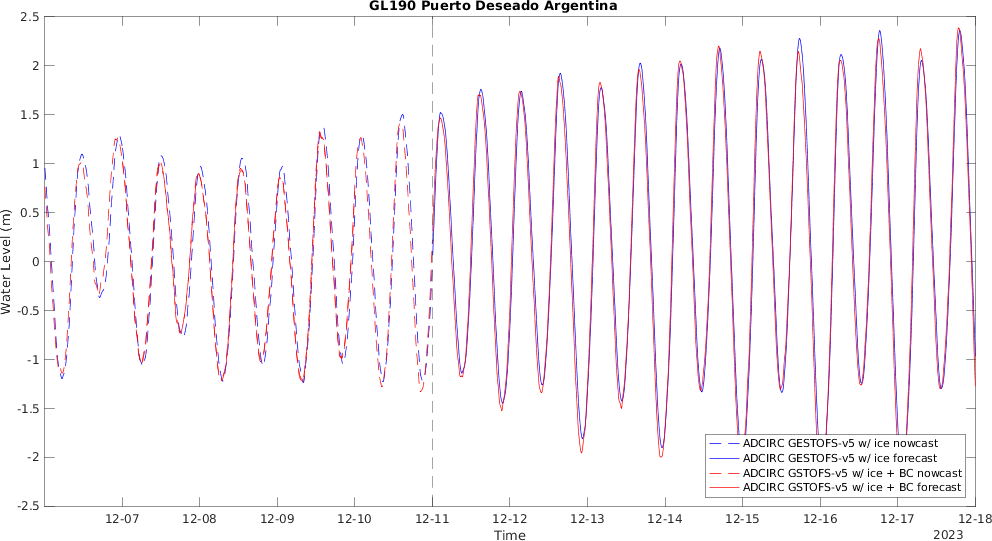 GL190 Puerto Deseado Argentina
Water Level (m)
2.5
2
1.5
1
0.5
0
-0.5
-1
-1.5
-2
-2.5
ADCIRC GESTOFS-v5 w/ ice nowcast
ADCIRC GESTOFS-v5 w/ ice forecast
ADCIRC GSTOFS-v5 w/ ice + BC nowcast
ADCIRC GSTOFS-v5 w/ ice + BC forecast
12-07 12-08 12-09 12-10 12-11 12-12 12-13 12-14 12-15 12-16 12-17 12-18
Time
2023